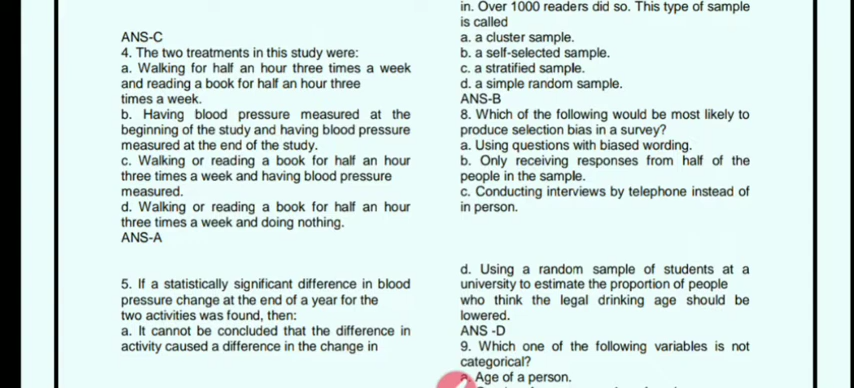 ANS-C
4. The two treatments in this study were:
a. Walking for half an hour three times a week
and reading a book for half an hour three
times a week.
b. Having blood pressure measured at the
beginning of the study and having blood pressure
measured at the end of the study.
c. Walking or reading a book for half an hour
three times a week and having blood pressure
measured.
d. Walking or reading a book for half an hour
three times a week and doing nothing.
ANS-A
5. If a statistically significant difference in blood
pressure change at the end of a year for the
two activities was found, then:
a. It cannot be concluded that the difference in
activity caused a difference in the change in
in. Over 1000 readers did so. This type of sample
is called
a. a cluster sample.
b. a self-selected sample.
c. a stratified sample.
d. a simple random sample.
ANS-B
8. Which of the following would be most likely to
produce selection bias in a survey?
a. Using questions with biased wording.
b. Only receiving responses from half of the
people in the sample.
c. Conducting interviews by telephone instead of
in person.
d. Using a random sample of students at a
university to estimate the proportion of people
who think the legal drinking age should be
lowered.
ANS -D
9. Which one of the following variables is not
categorical?
a. Age of a person.